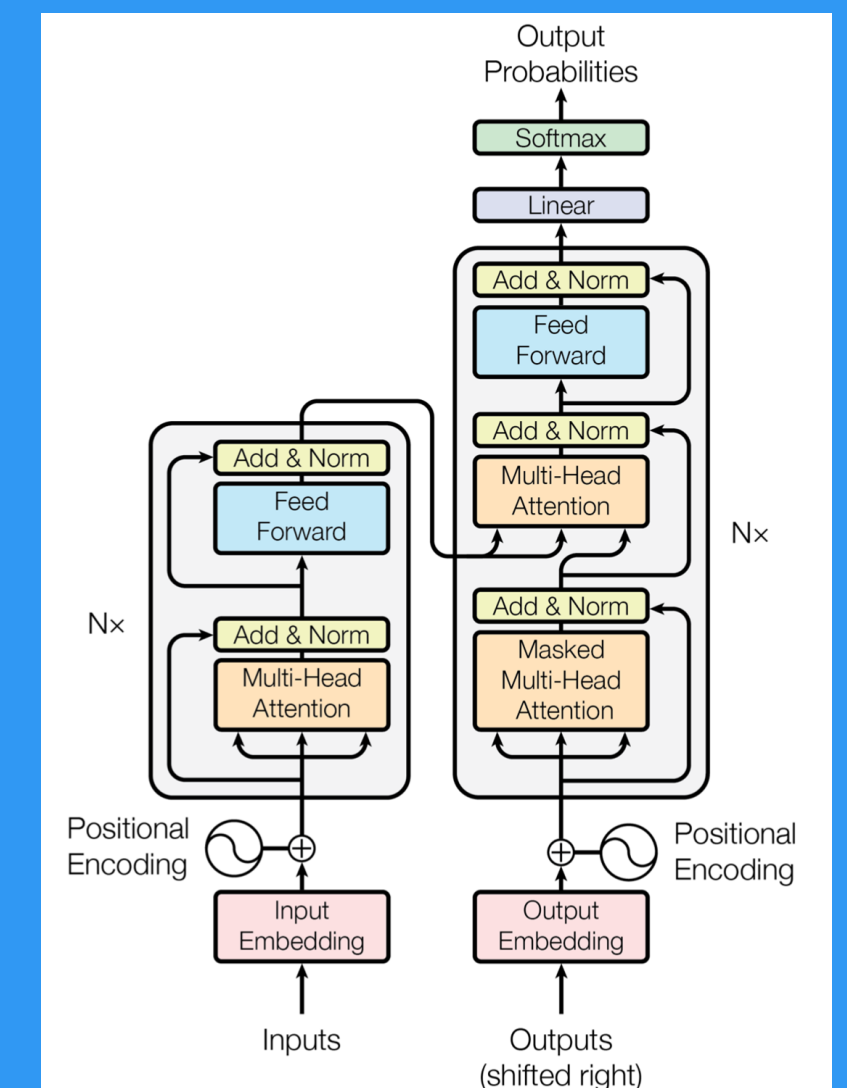 Output
Probabilities
Softmax
Linear
Add & Norm
Feed
Forward
Add & Norm
Multi-Head
Attention
Nx
Add & Norm
Masked
Multi-Head
Attention
Positional
Encoding
Output
Embedding
Outputs
(shifted right)
Add & Norm
Feed
Forward
Nx
Add & Norm
Multi-Head
Attention
Positional
Encoding
Input
Embedding
Inputs